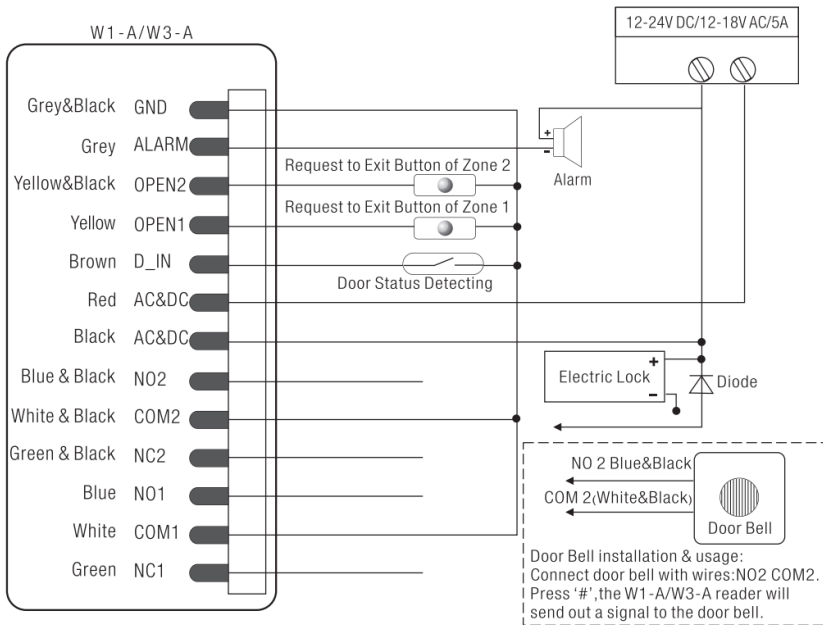 W1-A/W3-A
12-24V DC/12-18V AC/5A
Grey&Black GND
Grey ALARM
Yellow&Black OPEN2
Yellow OPEN1
Brown D_IN
Red AC&DC
Black AC&DC
Blue & Black NO2
White & Black COM2
Green & Black NC2
Blue NO1
White COM1
Green NC1
Request to Exit Button of Zone 2
Request to Exit Button of Zone 1
Door Status Detecting
+
-
Alarm
Electric Lock
+
-
Diode
NO 2 Blue&Black
COM 2(White&Black)
Door Bell
Door Bell installation & usage:
Connect door bell with wires:NO2 COM2.
Press ‘#’,the W1-A/W3-A reader will
send out a signal to the door bell.